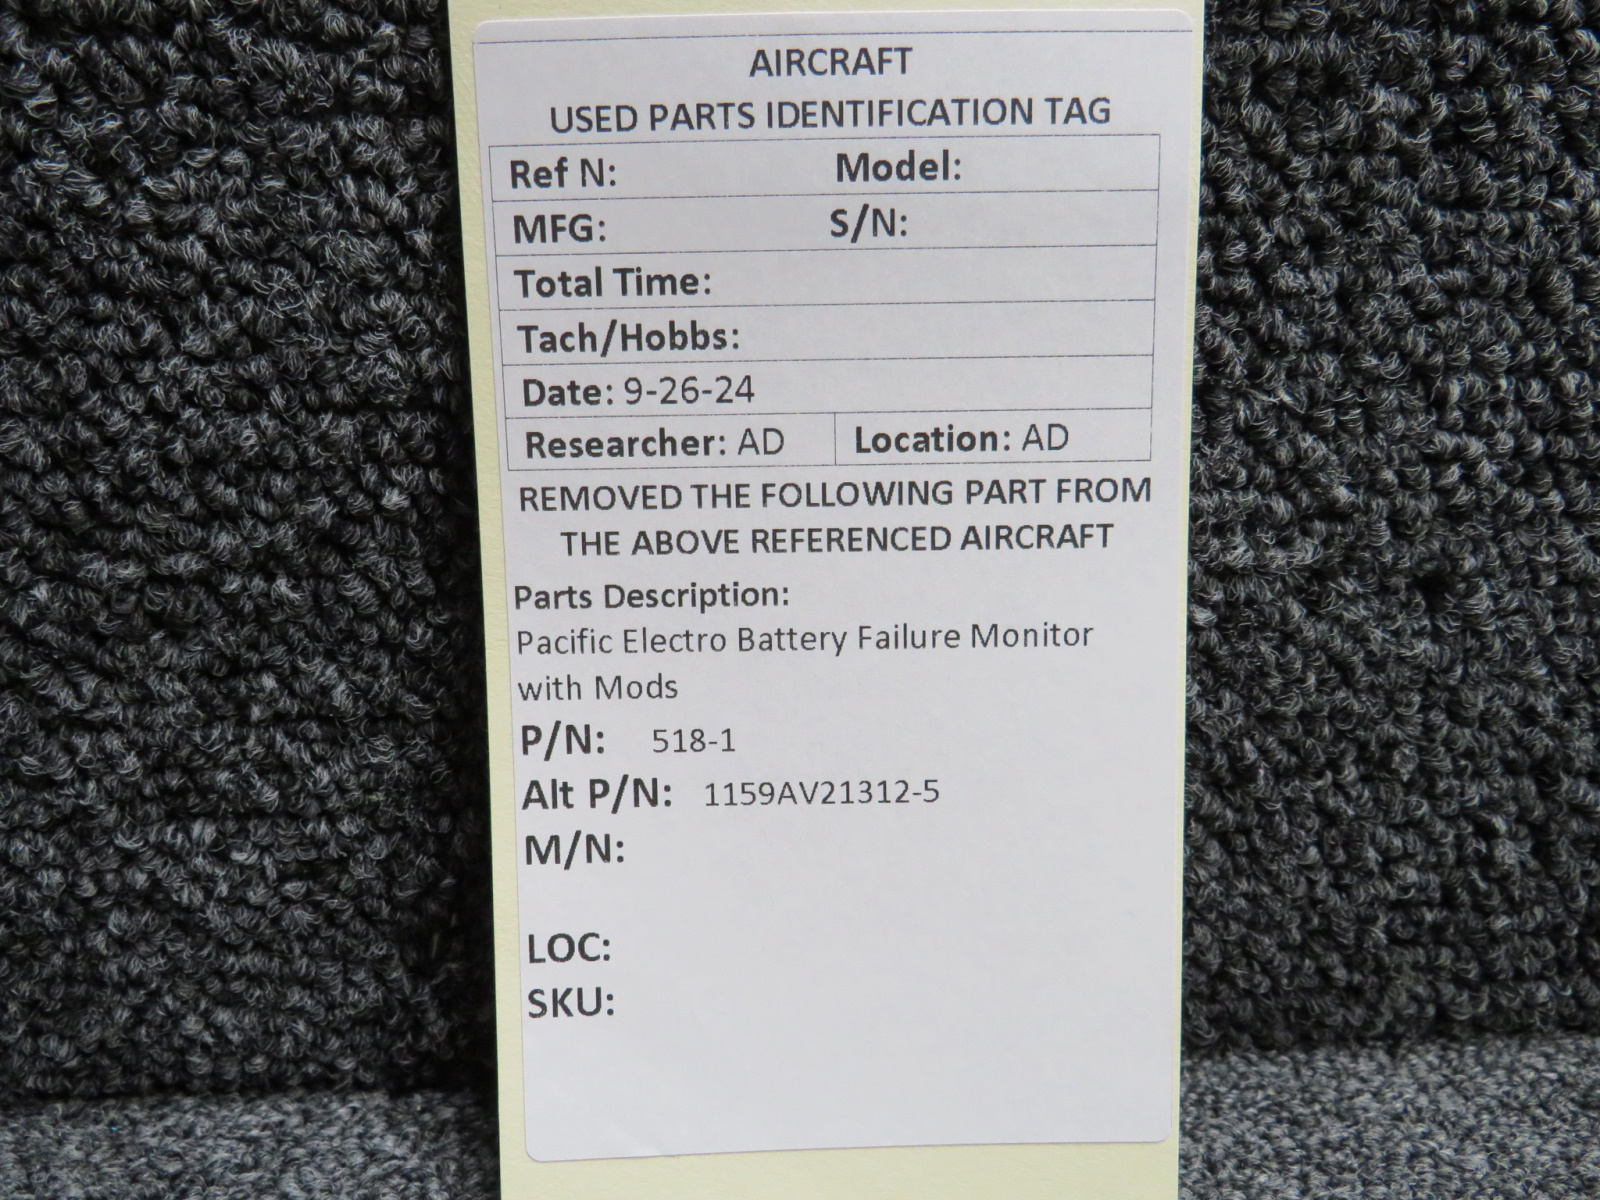 AIRCRAFT
USED PARTS IDENTIFICATION TAG
Ref N: Model:
MFG: S/N:
Total Time:
Tach/Hobbs:
Date: 9-26-24
Researcher: AD Location: AD
REMOVED THE FOLLOWING PART FROM
THE ABOVE REFERENCED AIRCRAFT
Parts Description:
Pacific Electro Battery Failure Monitor
with Mods
P/N: 518-1
Alt P/N: 1159AV21312-5
M/N:
LOC:
SKU: